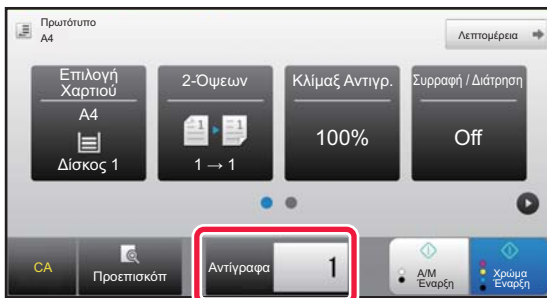 Πρωτότυπο
A4
Λεπτομέρεια
Επιλογή
Χαρτιού
A4
Δίσκος 1
2-Όψεων
1 → 1
Κλίμαξ Αντιγρ.
100%
Συρραφή / Διάτρηση
Off
CA
Προεπισκόπ
Αντίγραφα
1
Α/Μ
Έναρξη
Χρώμα
Έναρξη